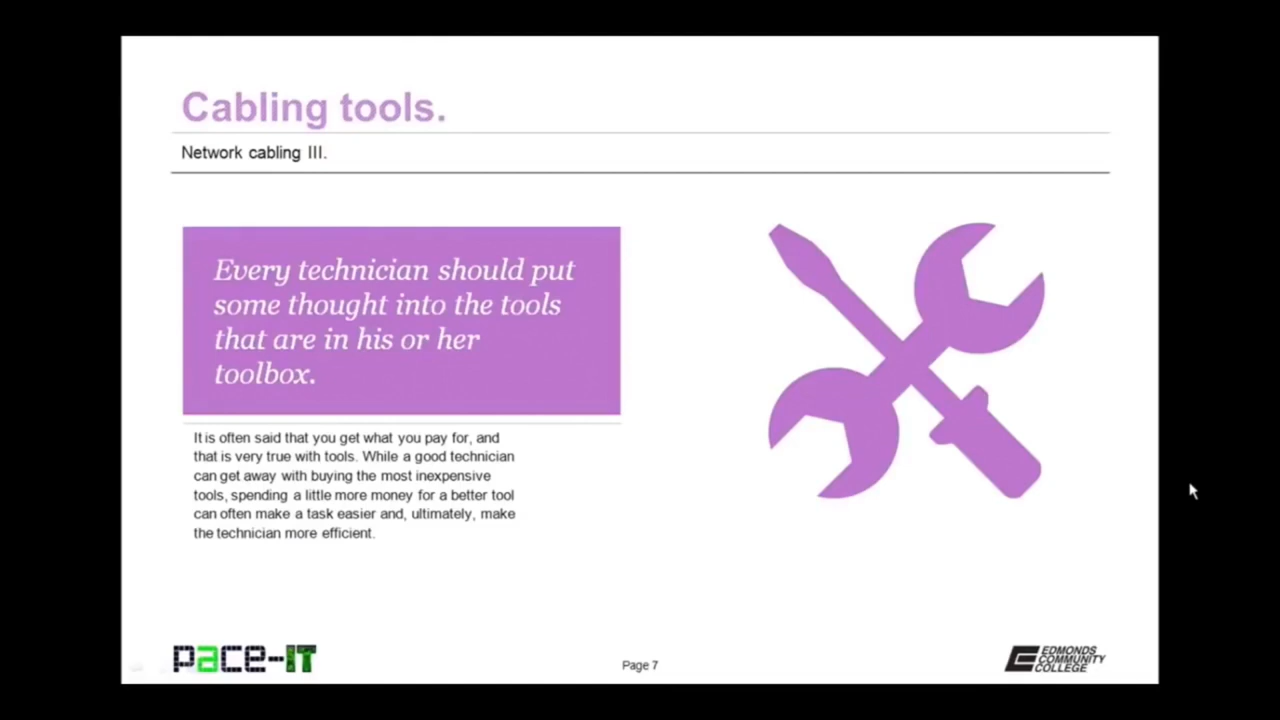 Cabling tools.
Network cabling III.
Every technician should put
some thought into the tools
that are in his or her
toolbox.
It is often said that you get what you pay for, and
that is very true with tools. While a good technician
can get away with buying the most inexpensive
tools, spending a little more money for a better tool
can often make a task easier and, ultimately, make
the technician more efficient.
pace-IT
Page 7
EDMONDS
COMMUNITY
COLLEGE